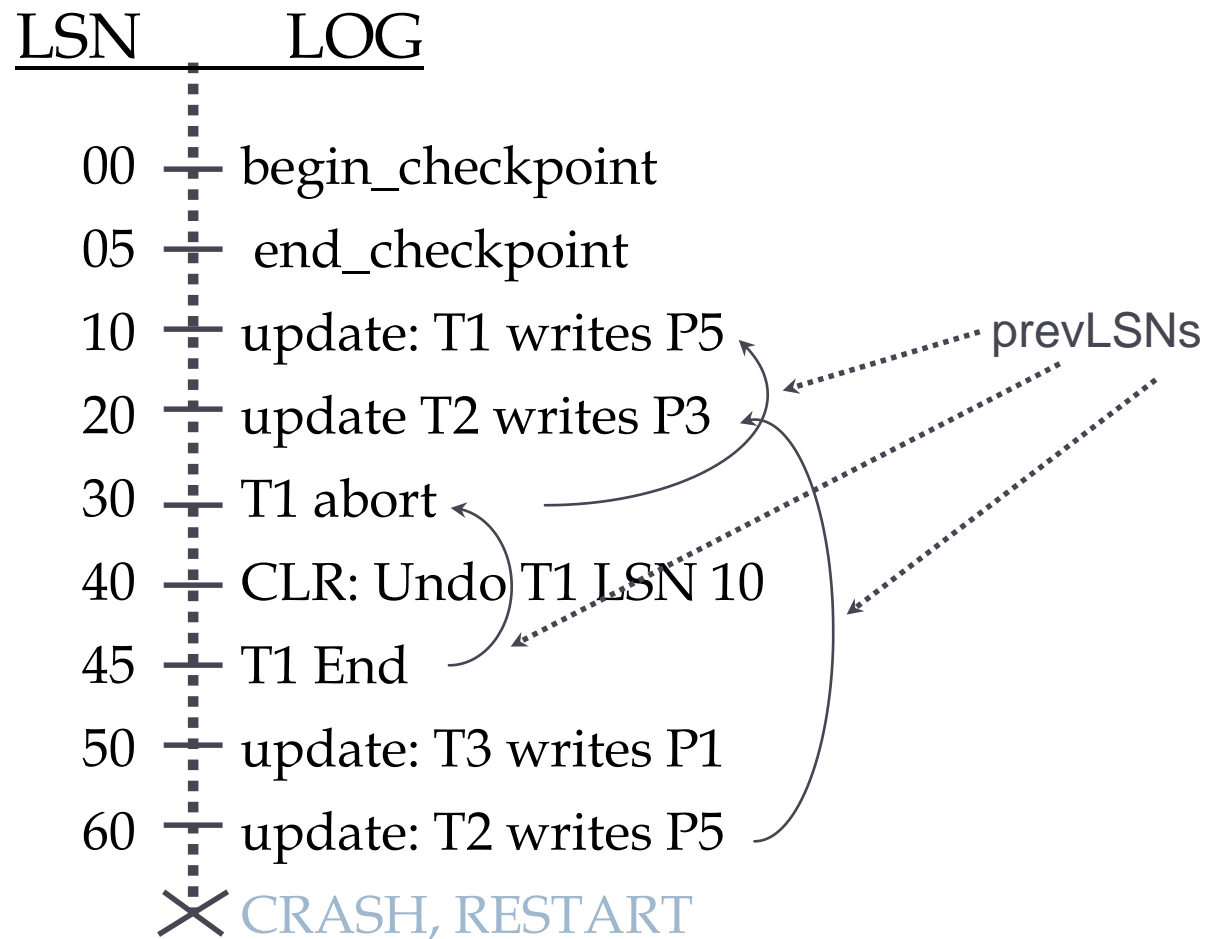 LSN LOG
00 begin_checkpoint
05 end_checkpoint
10 update: T1 writes P5
prevLSNs
20 update T2 writes P3
30 T1 abort
40 CLR: Undo T1 LSN 10
45 T1 End
50 update: T3 writes P1
60 update: T2 writes P5
CRASH, RESTART